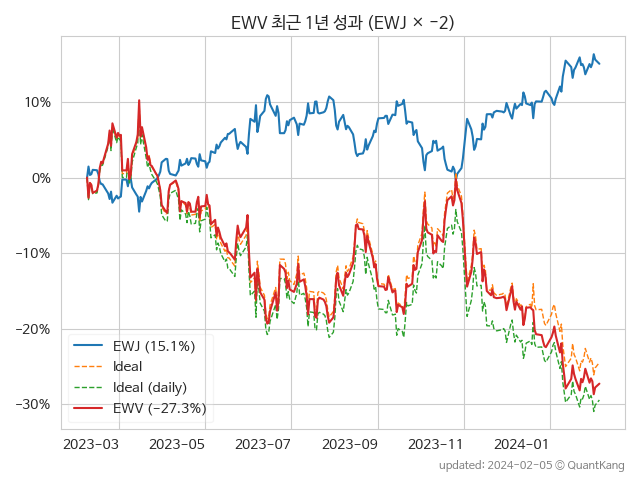 EWV 최근 1년 성과 (EWJ × −2)
10%
0%
−10%
−20%
−30%
EWJ (15.1%)
Ideal
Ideal (daily)
EWV (−27.3%)
2023−03 2023−05 2023−07 2023−09 2023−11 2024−01
updated: 2024−02−05 © QuantKang